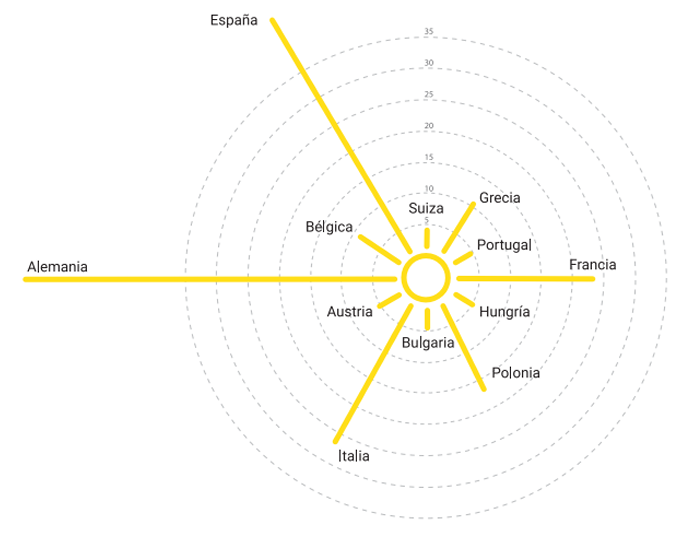 España
35
30
25
20
15
10
5
Suiza
Grecia
Bélgica
Portugal
Alemania
Francia
Austria
Hungría
Bulgaria
Polonia
Italia